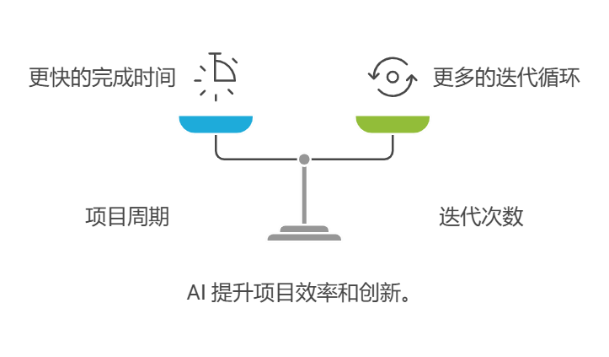 更快的完成时间
更多的迭代循环
项目周期
迭代次数
AI 提升项目效率和创新。